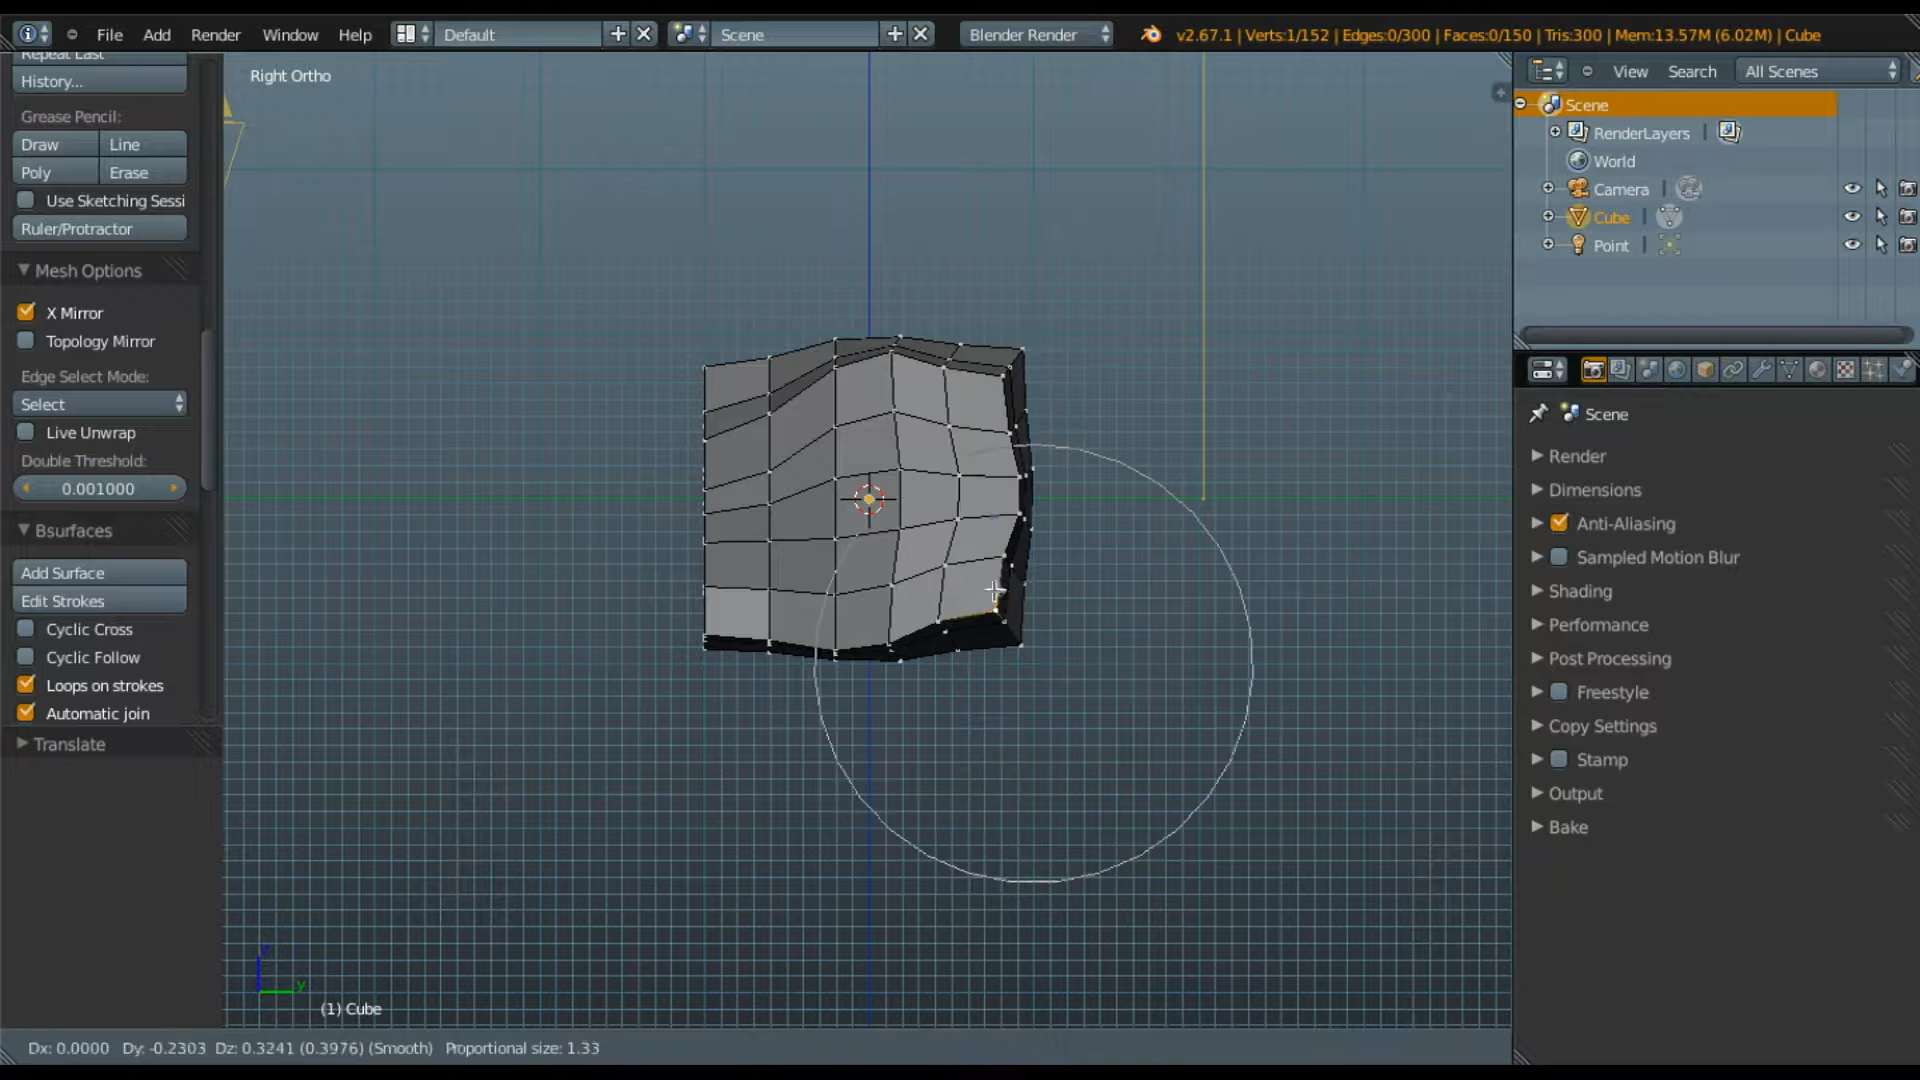 File Add Render Window Help Default Scene Blender Render v2.67.1 | Verts:1/152 | Edges:0/300 | Faces:0/150 | Tris:300 | Mem:13.57M (6.02M) | Cube
Repeat Last
History...
Grease Pencil:
Draw Line
Poly Erase
Use Sketching Sessi
Ruler/Protractor
Mesh Options
X Mirror
Topology Mirror
Edge Select Mode:
Select
Live Unwrap
Double Threshold:
0.001000
Bsurfaces
Add Surface
Edit Strokes
Cyclic Cross
Cyclic Follow
Loops on strokes
Automatic join
Translate
Right Ortho
y
(1) Cube
Dx: 0.0000 Dy: -0.2303 Dz: 0.3241 (0.3976) (Smooth) Proportional size: 1.33
View Search All Scenes
Scene
RenderLayers
World
Camera
Cube
Point
Scene
Render
Dimensions
Anti-Aliasing
Sampled Motion Blur
Shading
Performance
Post Processing
Freestyle
Copy Settings
Stamp
Output
Bake